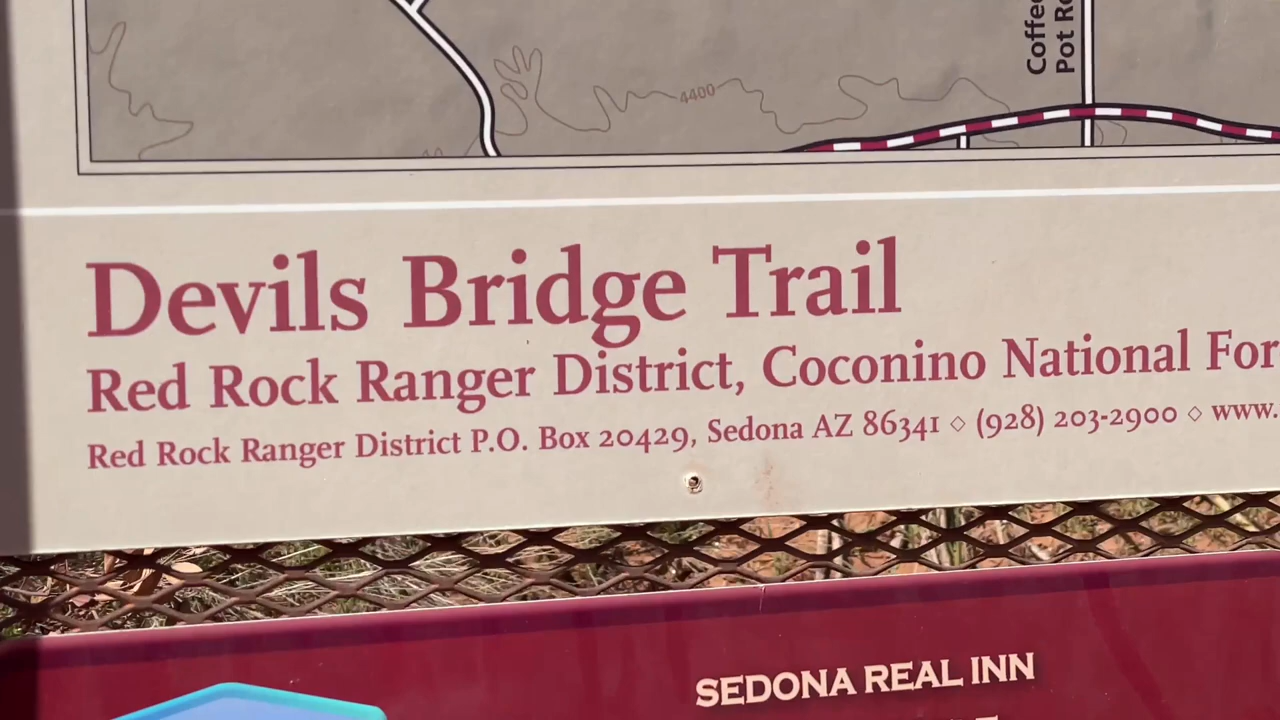 Coffee
Pot Ro
4400
Devils Bridge Trail
Red Rock Ranger District, Coconino National For
Red Rock Ranger District P.O. Box 20429, Sedona AZ 86341 ◇ (928) 203-2900 ◇ www.
SEDONA REAL INN